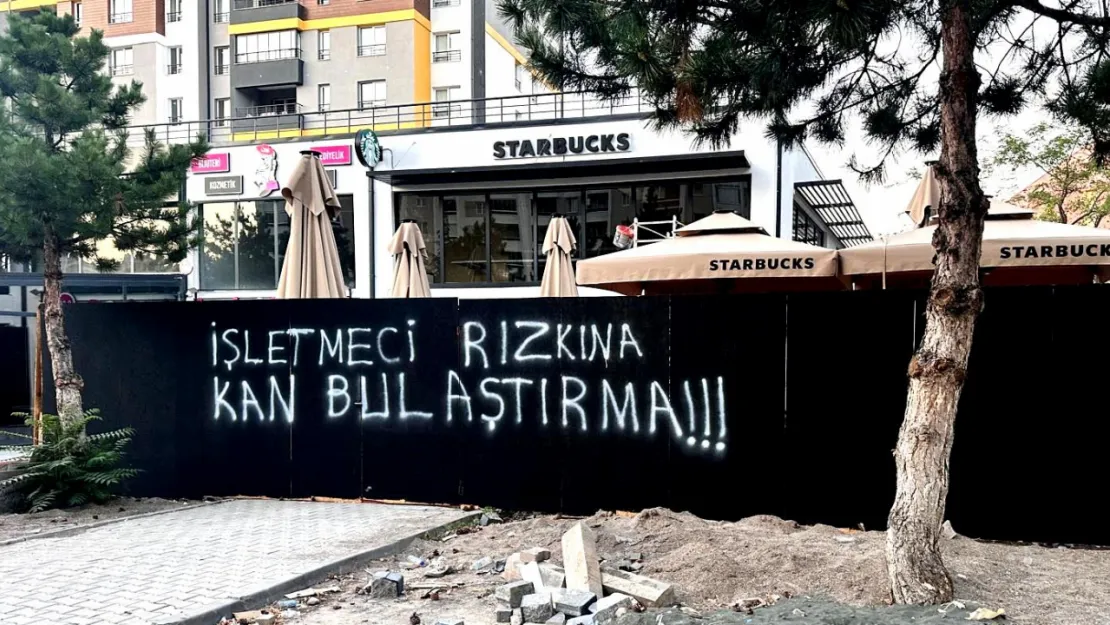 STARBUCKS
KOZMETİK
STARBUCKS
STARBUCKS
İŞLETMECİ RIZKINA
KAN BULAŞTIRMA!!!